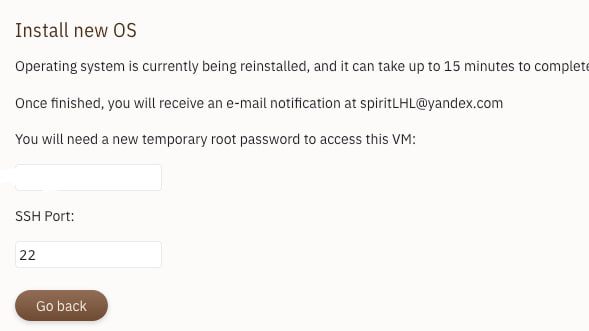 Install new OS
Operating system is currently being reinstalled, and it can take up to 15 minutes to complete
Once finished, you will receive an e-mail notification at spiritLHL@yandex.com
You will need a new temporary root password to access this VM:
SSH Port:
22
Go back